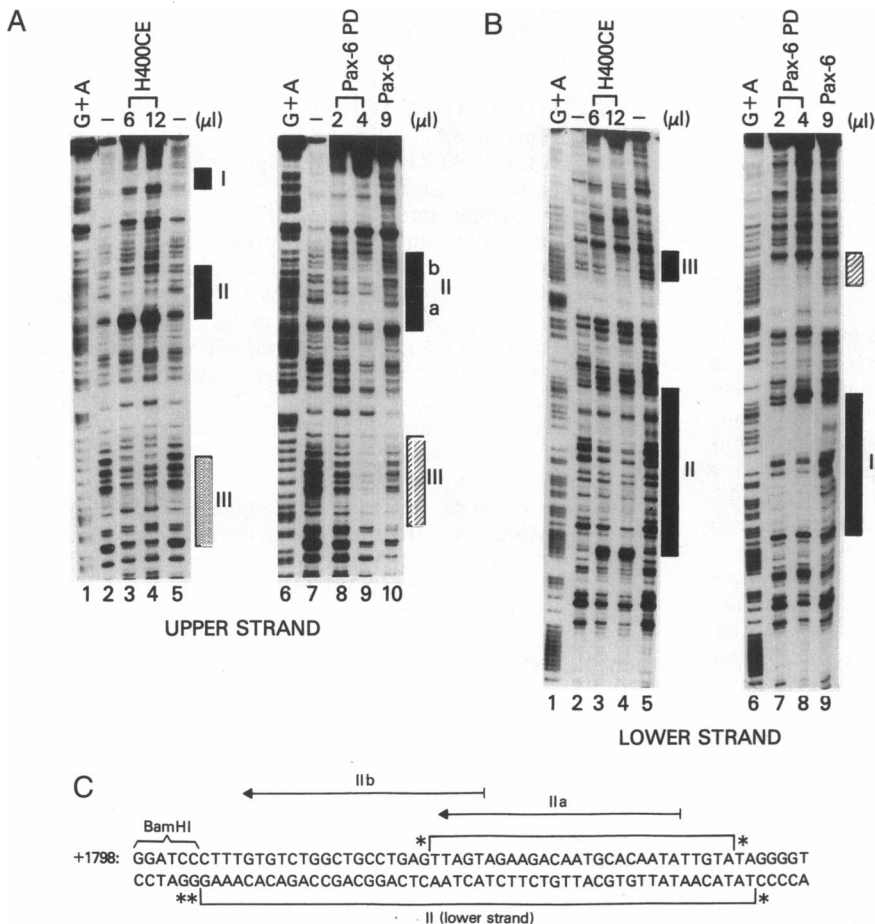 A
B
G+A
–
H400CE
6 12
–
(μl)
G+A
–
Pax-6 PD
2 4
Pax-6
9
(μl)
G+A
–
H400CE
6 12
–
G+A
Pax-6 PD
2 4
Pax-6
9
(μl)
I
II
III
b
II
a
III
III
II
I
1 2 3 4 5
6 7 8 9 10
UPPER STRAND
1 2 3 4 5
6 7 8 9
LOWER STRAND
C
IIb
IIa
BamHI
* *
+1798: GGATCCCTTTGTGTCTGGCTGCCTGAGTTAGTAGAAGACAATGCACAATATTGTATAGGGGT
CCTAGGGAAACACAGACCGACGGACTCAATCATCTTCTGTTACGTGTTATAACATATCCCCA
** *
II (lower strand)